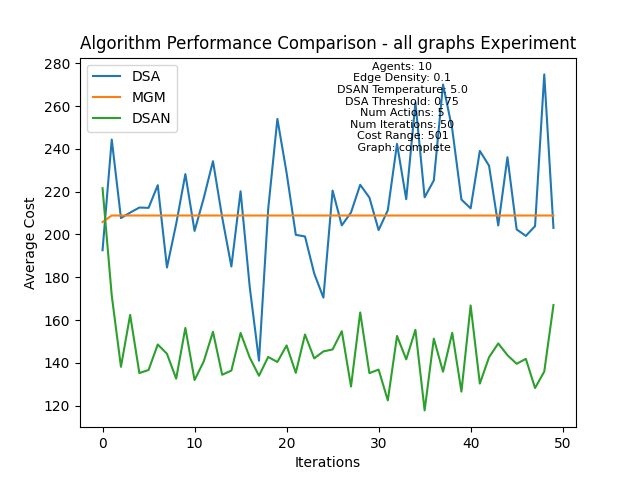 Algorithm Performance Comparison - all graphs Experiment
280
260
240
220
200
180
160
140
120
Average Cost
DSA
MGM
DSAN
Agents: 10
Edge Density: 0.1
DSAN Temperature: 5.0
DSA Threshold: 0.75
Num Actions: 5
Num Iterations: 50
Cost Range: 501
Graph: complete
0
10
20
30
40
50
Iterations